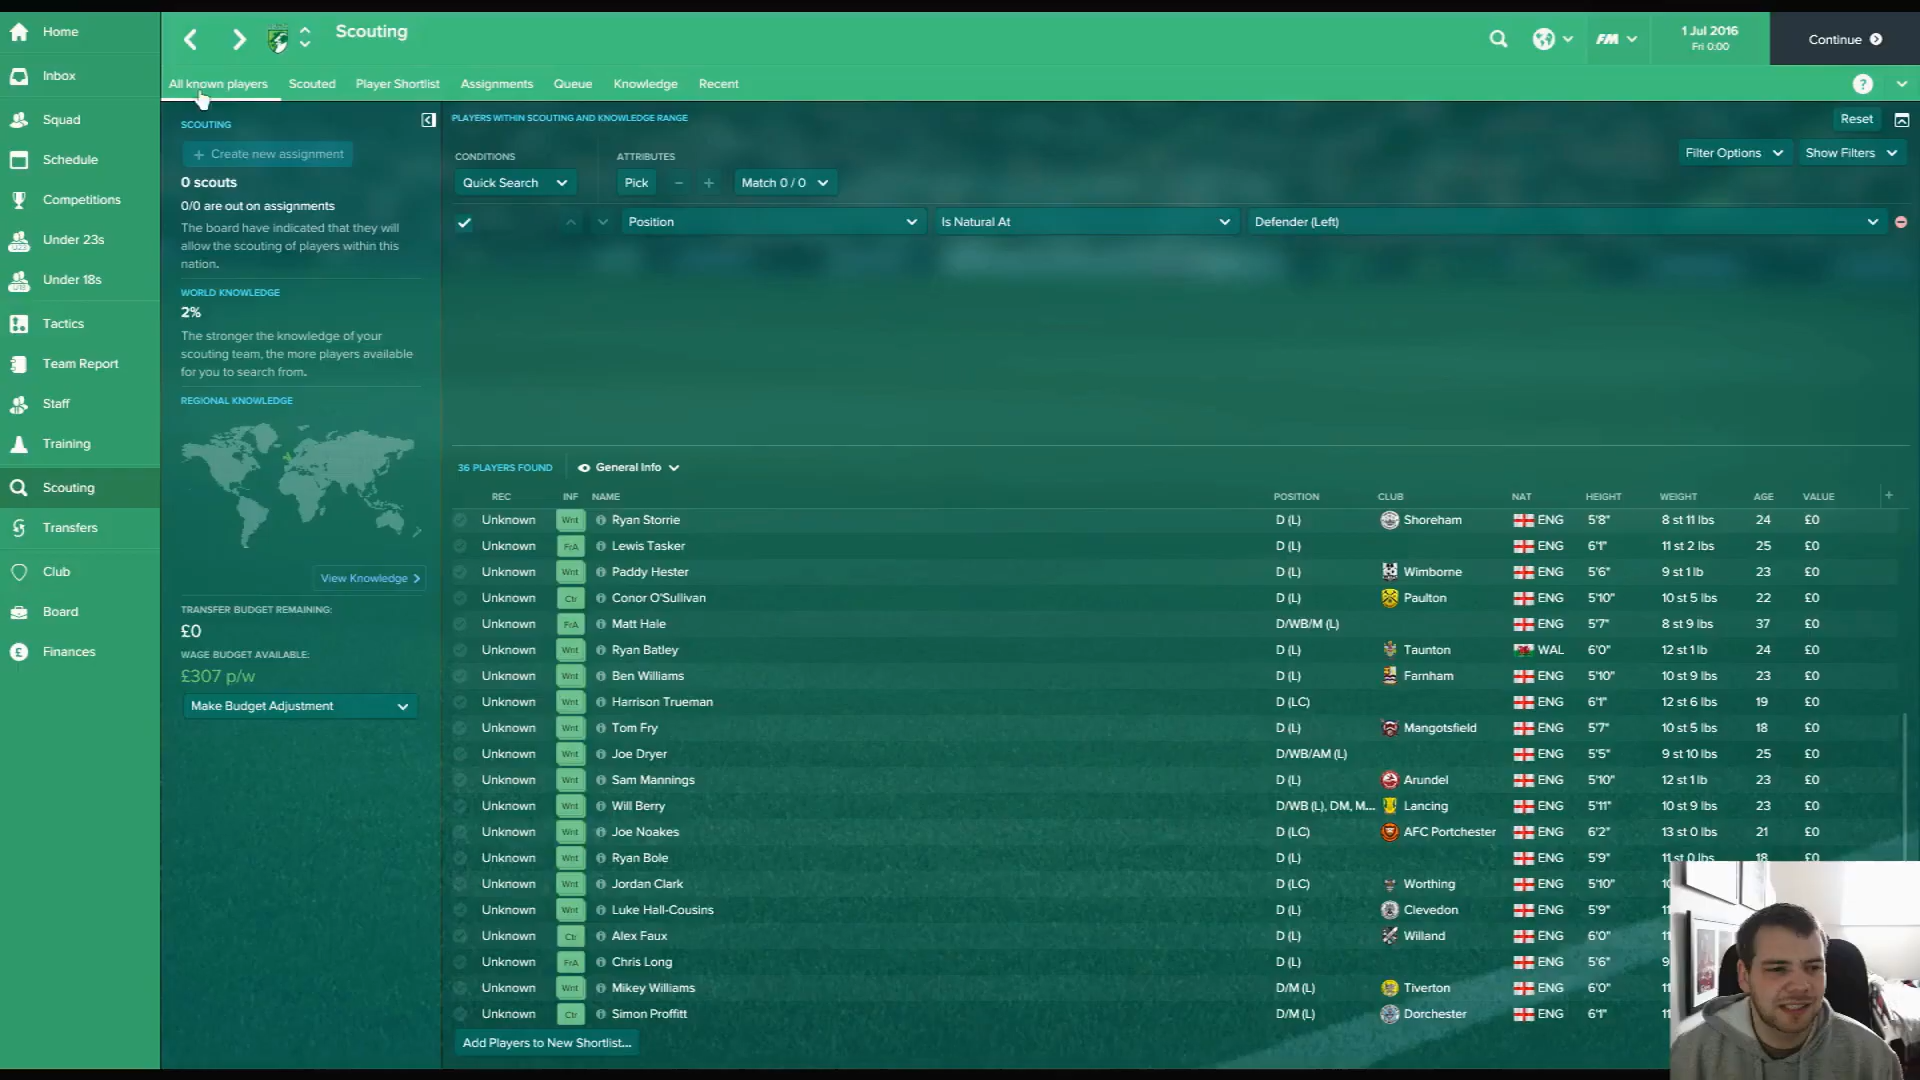 Home
Inbox
Squad
Schedule
Competitions
Under 23s
Under 18s
Tactics
Team Report
Staff
Training
Scouting
Transfers
Club
Board
Finances
Scouting
FM
1 Jul 2016
Fri 0:00
Continue
All known players Scouted Player Shortlist Assignments Queue Knowledge Recent
?
SCOUTING
+ Create new assignment
0 scouts
0/0 are out on assignments
The board have indicated that they will
allow the scouting of players within this
nation.
WORLD KNOWLEDGE
2%
The stronger the knowledge of your
scouting team, the more players available
for you to search from.
REGIONAL KNOWLEDGE
View Knowledge
TRANSFER BUDGET REMAINING:
£0
WAGE BUDGET AVAILABLE:
£307 p/w
Make Budget Adjustment
PLAYERS WITHIN SCOUTING AND KNOWLEDGE RANGE
Reset
Filter Options Show Filters
CONDITIONS ATTRIBUTES
Quick Search Pick − + Match 0 / 0
Position Is Natural At Defender (Left)
36 PLAYERS FOUND General Info
REC INF NAME POSITION CLUB NAT HEIGHT WEIGHT AGE VALUE +
Unknown Wnt Ryan Storrie D (L) Shoreham ENG 5'8" 8 st 11 lbs 24 £0
Unknown FrA Lewis Tasker D (L) ENG 6'1" 11 st 2 lbs 25 £0
Unknown Wnt Paddy Hester D (L) Wimborne ENG 5'6" 9 st 1 lb 23 £0
Unknown Ctr Conor O'Sullivan D (L) Paulton ENG 5'10" 10 st 5 lbs 22 £0
Unknown FrA Matt Hale D/WB/M (L) ENG 5'7" 8 st 9 lbs 37 £0
Unknown Wnt Ryan Batley D (L) Taunton WAL 6'0" 12 st 1 lb 24 £0
Unknown Wnt Ben Williams D (L) Farnham ENG 5'10" 10 st 9 lbs 23 £0
Unknown Wnt Harrison Trueman D (LC) ENG 6'1" 12 st 6 lbs 19 £0
Unknown Wnt Tom Fry D (L) Mangotsfield ENG 5'7" 10 st 5 lbs 18 £0
Unknown Wnt Joe Dryer D/WB/AM (L) ENG 5'5" 9 st 10 lbs 25 £0
Unknown Wnt Sam Mannings D (L) Arundel ENG 5'10" 12 st 1 lb 23 £0
Unknown Wnt Will Berry D/WB (L), DM, M... Lancing ENG 5'11" 10 st 9 lbs 23 £0
Unknown Wnt Joe Noakes D (LC) AFC Portchester ENG 6'2" 13 st 0 lbs 21 £0
Unknown Wnt Ryan Bole D (L) ENG 5'9" 11 st 0 lbs 18 £0
Unknown Wnt Jordan Clark D (LC) Worthing ENG 5'10" 10
Unknown Wnt Luke Hall-Cousins D (L) Clevedon ENG 5'9" 11
Unknown Ctr Alex Faux D (L) Willand ENG 6'0" 11
Unknown FrA Chris Long D (L) ENG 5'6" 9
Unknown Wnt Mikey Williams D/M (L) Tiverton ENG 6'0" 11
Unknown Ctr Simon Proffitt D/M (L) Dorchester ENG 6'1" 11
Add Players to New Shortlist...